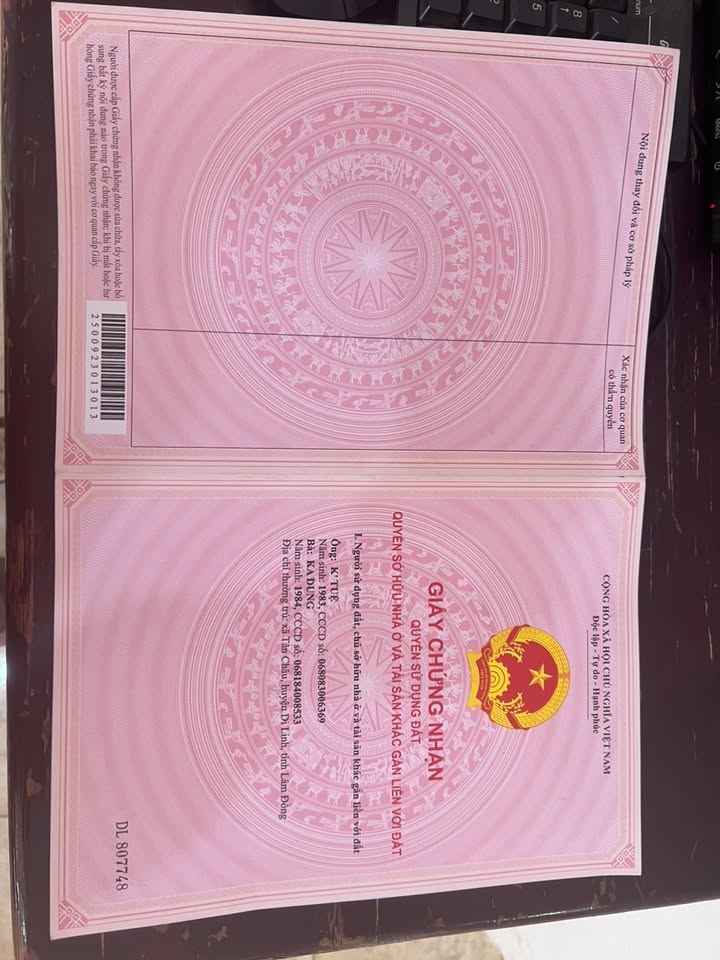 CỘNG HÒA XÃ HỘI CHỦ NGHĨA VIỆT NAM
Độc lập - Tự do - Hạnh phúc
GIẤY CHỨNG NHẬN
QUYỀN SỬ DỤNG ĐẤT
QUYỀN SỞ HỮU NHÀ Ở VÀ TÀI SẢN KHÁC GẮN LIỀN VỚI ĐẤT
I. Người sử dụng đất, chủ sở hữu nhà ở và tài sản khác gắn liền với đất
Ông: K' TUỆ
Năm sinh: 1983, CCCD số: 068083006369
Bà: KA DUNG
Năm sinh: 1984, CCCD số: 068184008533
Địa chỉ thường trú: xã Tân Châu, huyện Di Linh, tỉnh Lâm Đồng
DL 807748
Nội dung thay đổi và cơ sở pháp lý
Xác nhận của cơ quan
có thẩm quyền
Người được cấp Giấy chứng nhận không được sửa chữa, tẩy xóa hoặc bổ
sung bất kỳ nội dung nào trong Giấy chứng nhận; khi bị mất hoặc hư
hỏng Giấy chứng nhận phải khai báo ngay với cơ quan cấp Giấy.
2500923013013